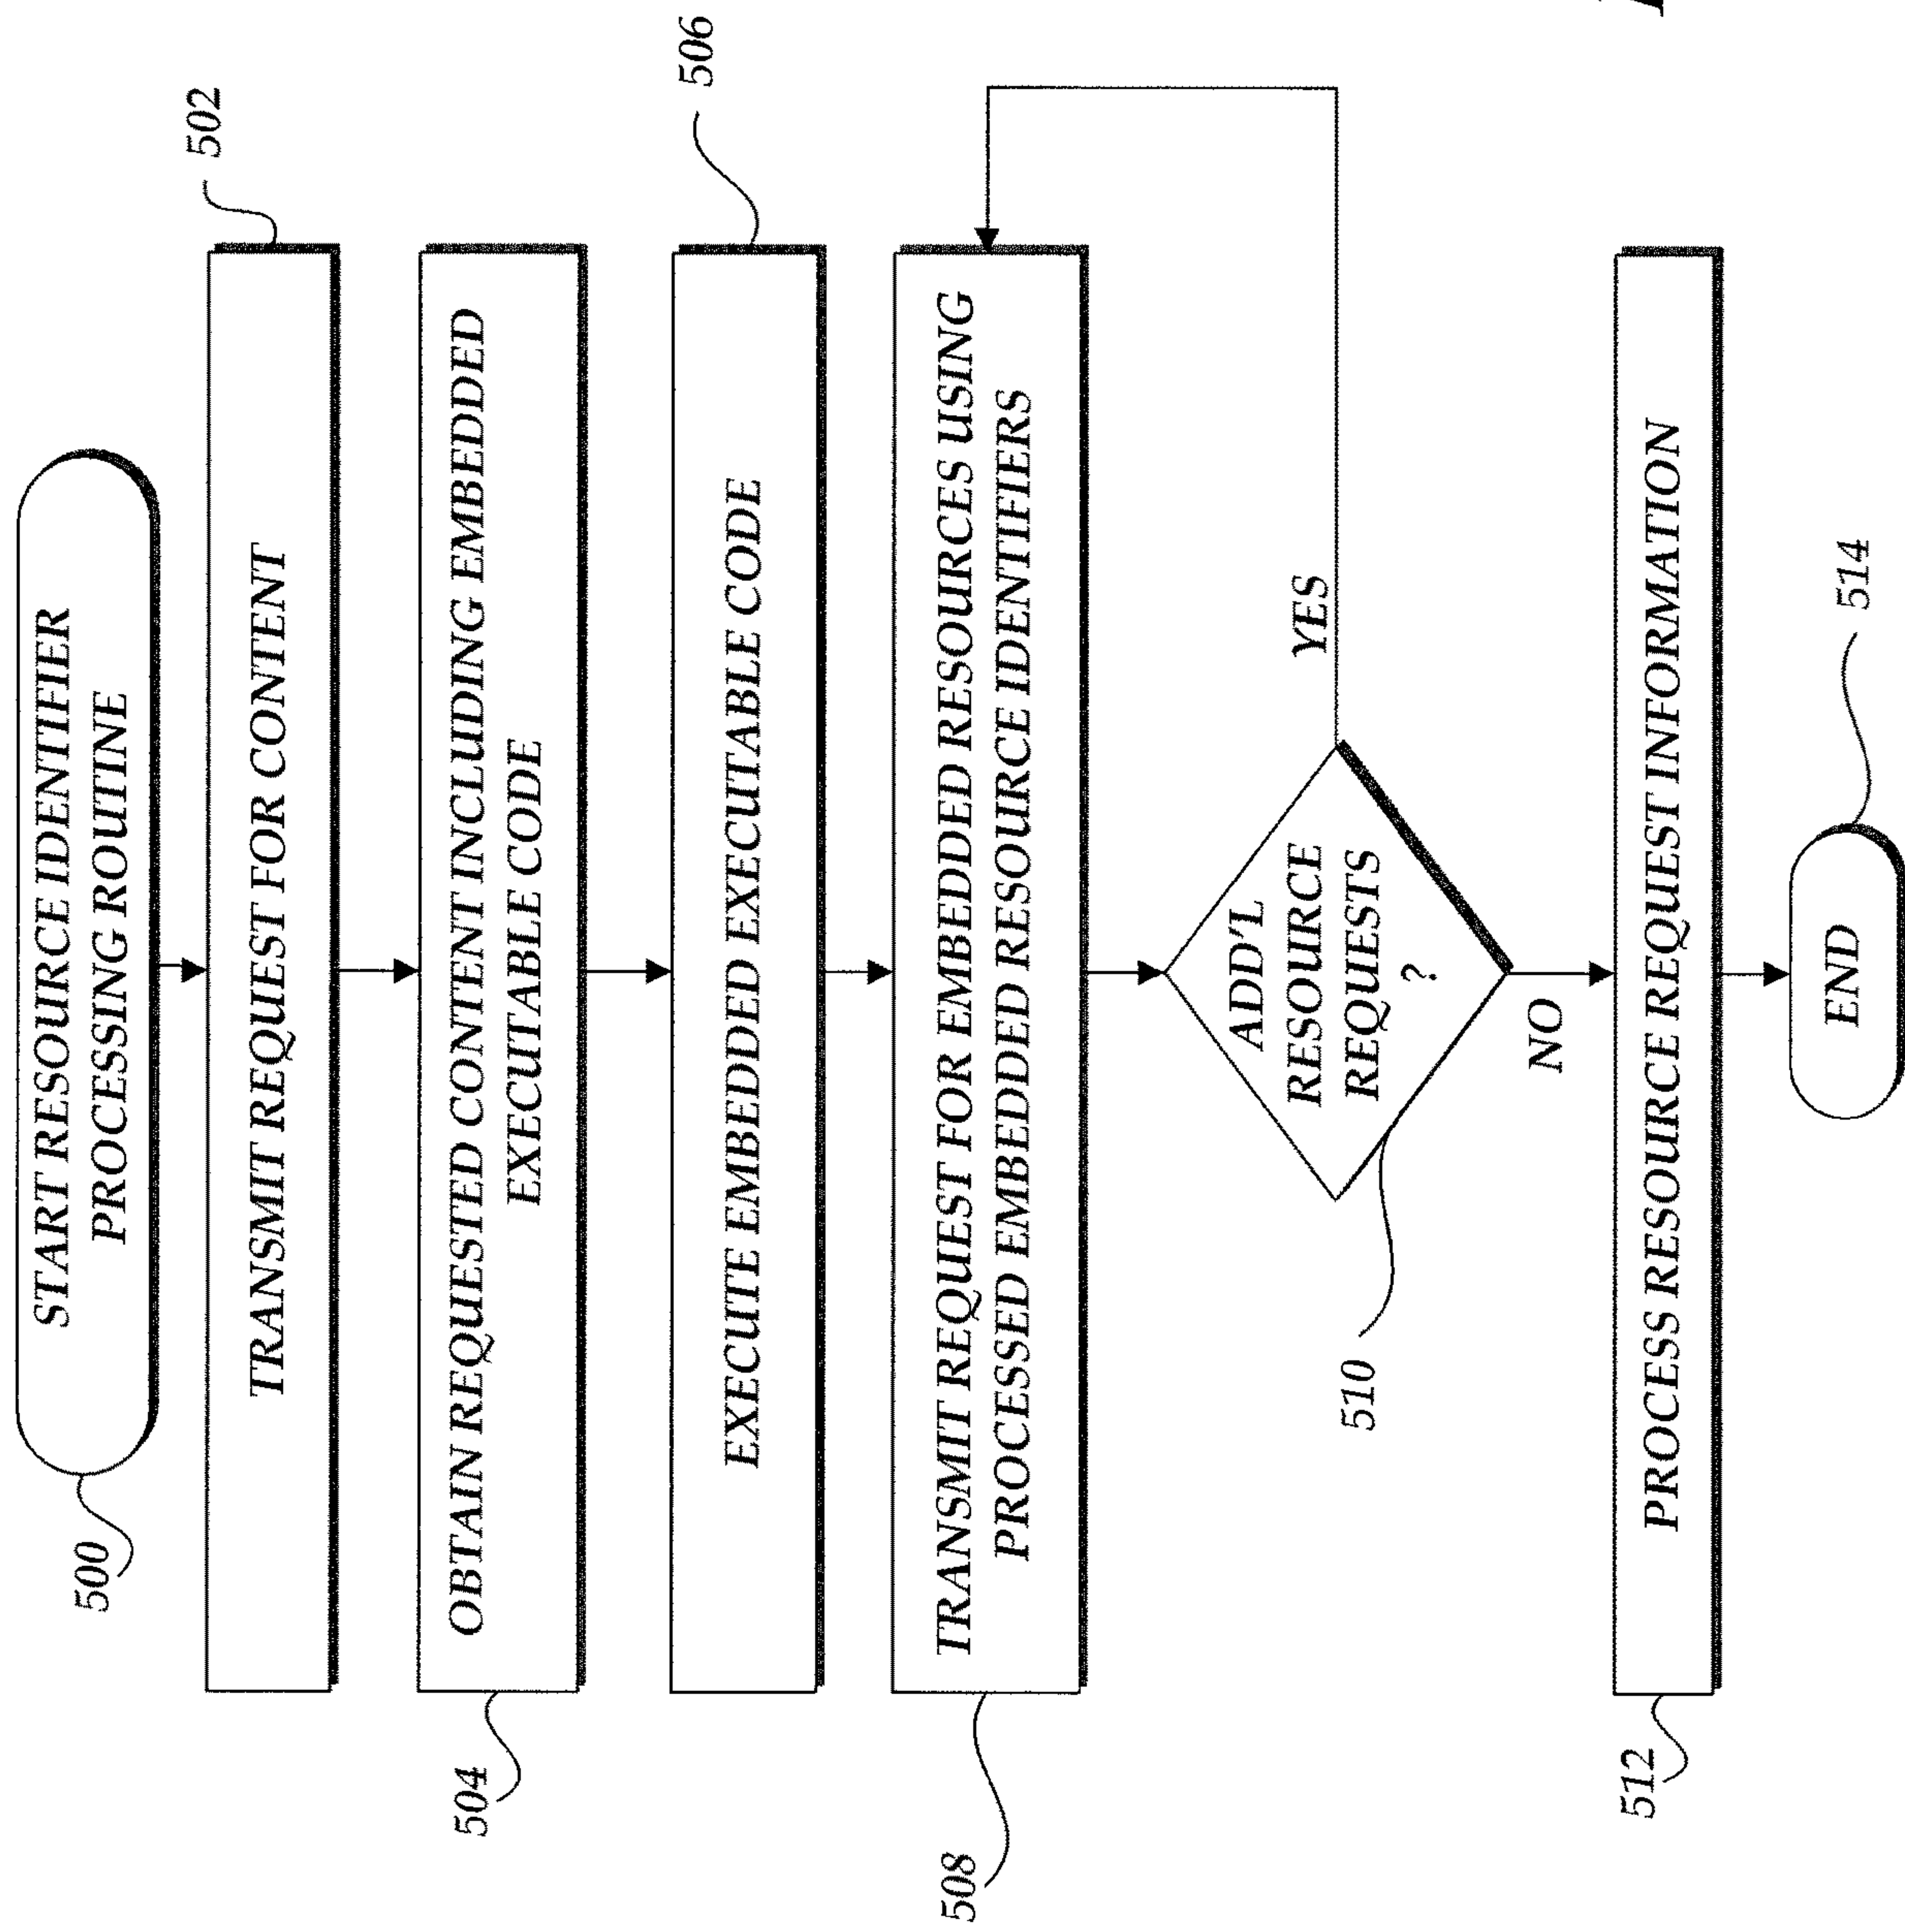 500
START RESOURCE IDENTIFIER
PROCESSING ROUTINE
502
TRANSMIT REQUEST FOR CONTENT
504
OBTAIN REQUESTED CONTENT INCLUDING EMBEDDED
EXECUTABLE CODE
506
EXECUTE EMBEDDED EXECUTABLE CODE
508
TRANSMIT REQUEST FOR EMBEDDED RESOURCES USING
PROCESSED EMBEDDED RESOURCE IDENTIFIERS
510
ADD'L
RESOURCE
REQUESTS
?
YES
NO
512
PROCESS RESOURCE REQUEST INFORMATION
514
END